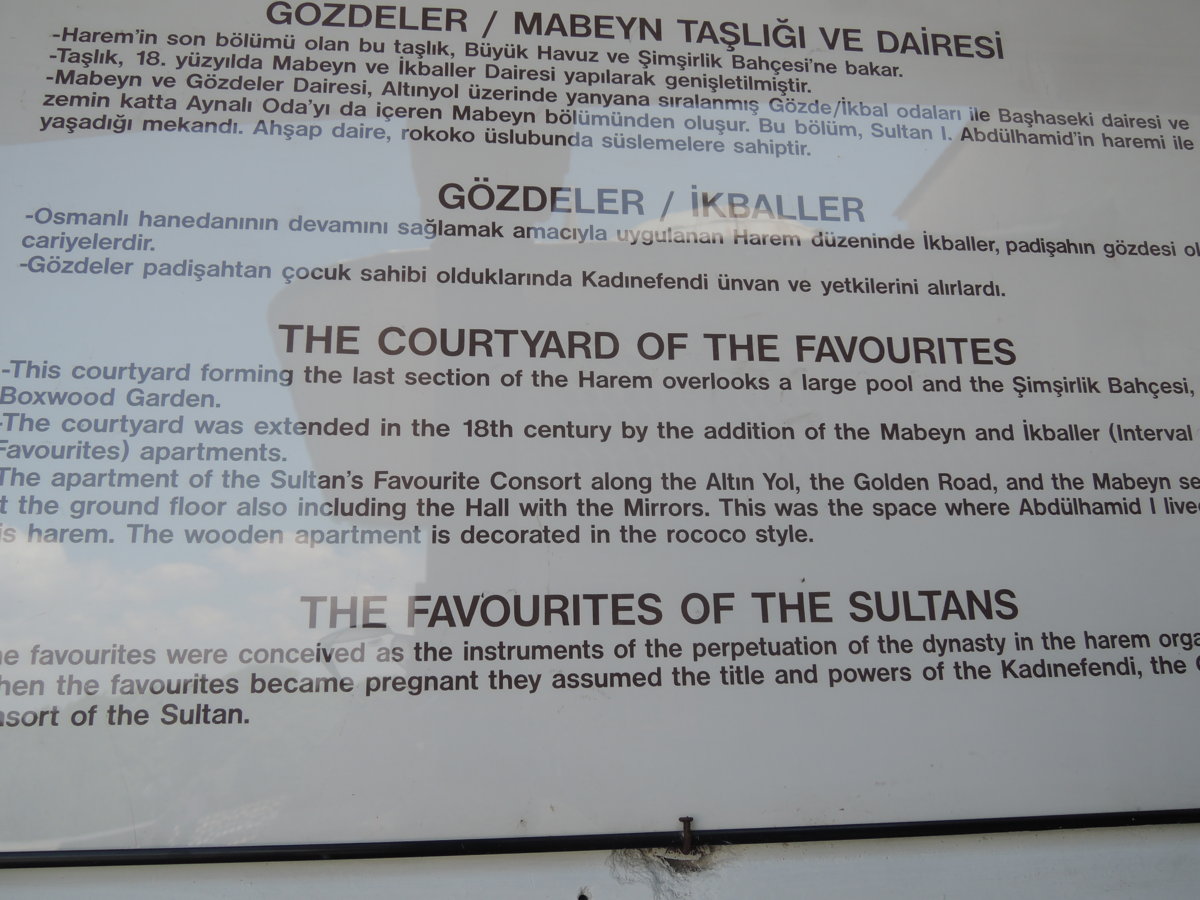 GÖZDELER / MABEYN TAŞLIĞI VE DAİRESİ
-Harem'in son bölümü olan bu taşlık, Büyük Havuz ve Şimşirlik Bahçesi'ne bakar.
-Taşlık, 18. yüzyılda Mabeyn ve İkballer Dairesi yapılarak genişletilmiştir.
-Mabeyn ve Gözdeler Dairesi, Altınyol üzerinde yanyana sıralanmış Gözde/İkbal odaları ile Başhaseki dairesi ve
zemin katta Aynalı Oda'yı da içeren Mabeyn bölümünden oluşur. Bu bölüm, Sultan I. Abdülhamid'in haremi ile
yaşadığı mekandı. Ahşap daire, rokoko üslubunda süslemelere sahiptir.
GÖZDELER / İKBALLER
-Osmanlı hanedanının devamını sağlamak amacıyla uygulanan Harem düzeninde İkballer, padişahın gözdesi
cariyelerdir.
-Gözdeler padişahtan çocuk sahibi olduklarında Kadınefendi ünvan ve yetkilerini alırlardı.
THE COURTYARD OF THE FAVOURITES
-This courtyard forming the last section of the Harem overlooks a large pool and the Şimşirlik Bahçesi,
Boxwood Garden.
-The courtyard was extended in the 18th century by the addition of the Mabeyn and İkballer (Interval
Favourites) apartments.
The apartment of the Sultan's Favourite Consort along the Altın Yol, the Golden Road, and the Mabeyn
the ground floor also including the Hall with the Mirrors. This was the space where Abdülhamid I
harem. The wooden apartment is decorated in the rococo style.
THE FAVOURITES OF THE SULTANS
favourites were conceived as the instruments of the perpetuation of the dynasty in the harem
the favourites became pregnant they assumed the title and powers of the Kadınefendi, the
of the Sultan.